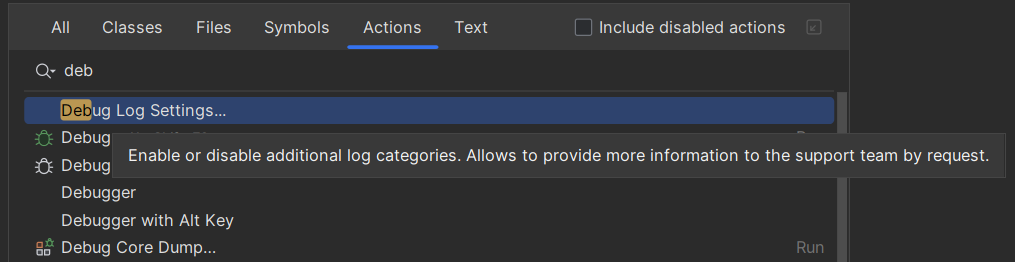 All Classes Files Symbols Actions Text Include disabled actions
deb
Debug Log Settings...
Debug
Enable or disable additional log categories. Allows to provide more information to the support team by request.
Debug
Debugger
Debugger with Alt Key
Debug Core Dump... Run